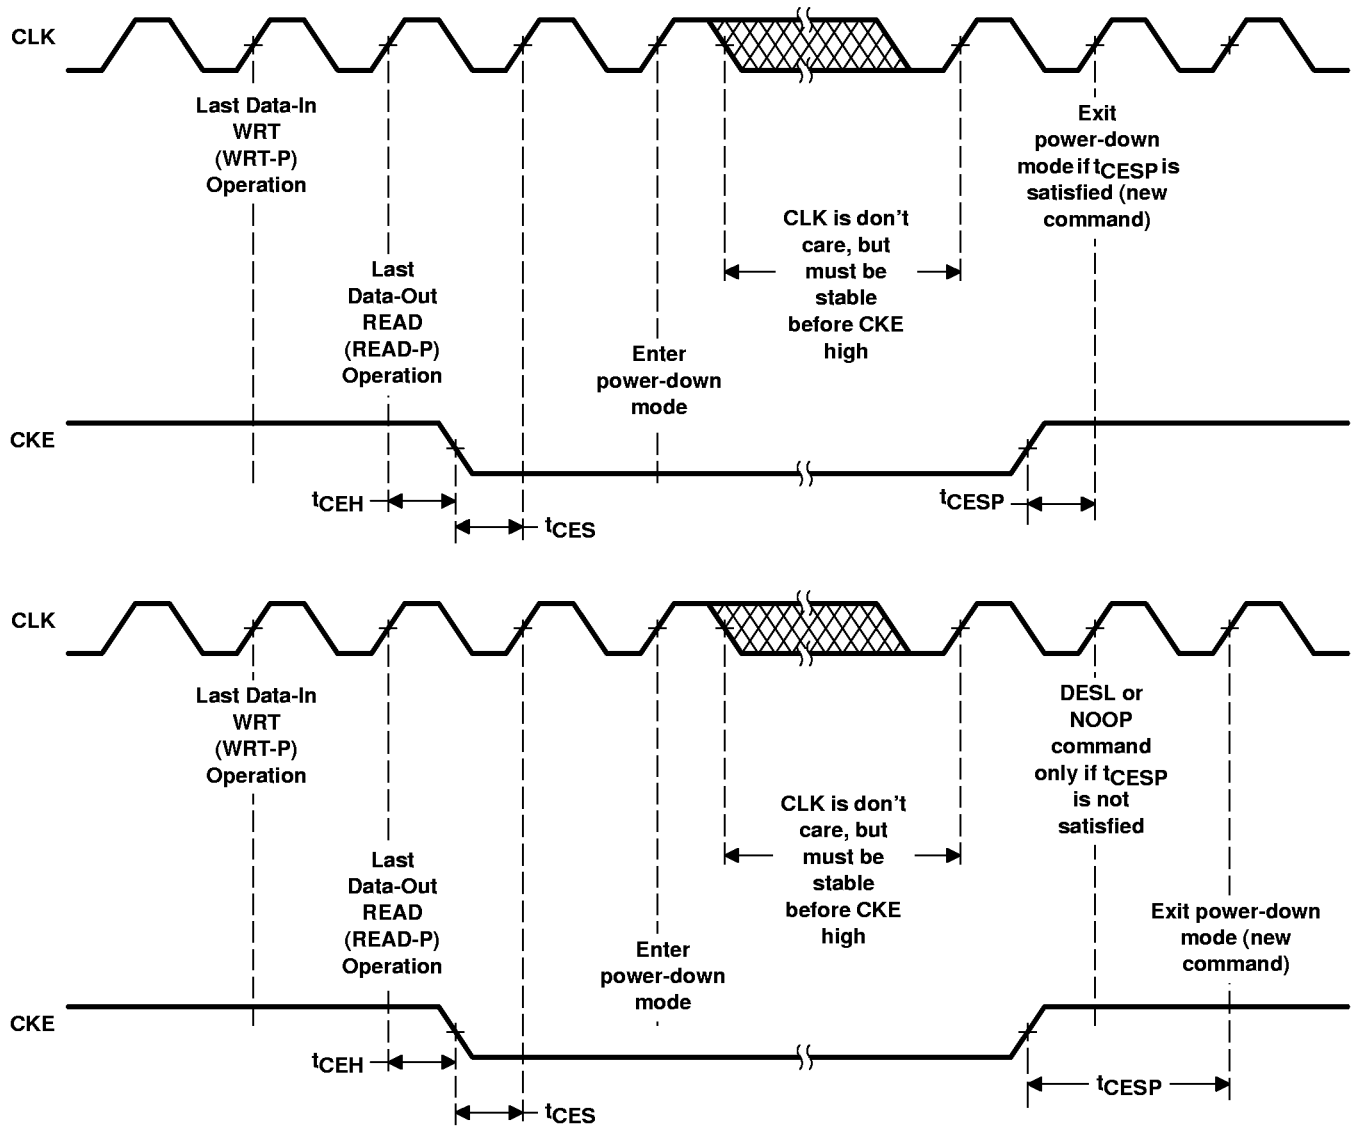 CLK
Last Data-In
WRT
(WRT-P)
Operation
Last
Data-Out
READ
(READ-P)
Operation
Enter
power-down
mode
CLK is don't
care, but
must be
stable
before CKE
high
Exit
power-down
mode if tCESP is
satisfied (new
command)
CKE
tCEH
tCES
tCESP
CLK
Last Data-In
WRT
(WRT-P)
Operation
Last
Data-Out
READ
(READ-P)
Operation
Enter
power-down
mode
CLK is don't
care, but
must be
stable
before CKE
high
DESL or
NOOP
command
only if tCESP
is not
satisfied
Exit power-down
mode (new
command)
CKE
tCEH
tCES
tCESP